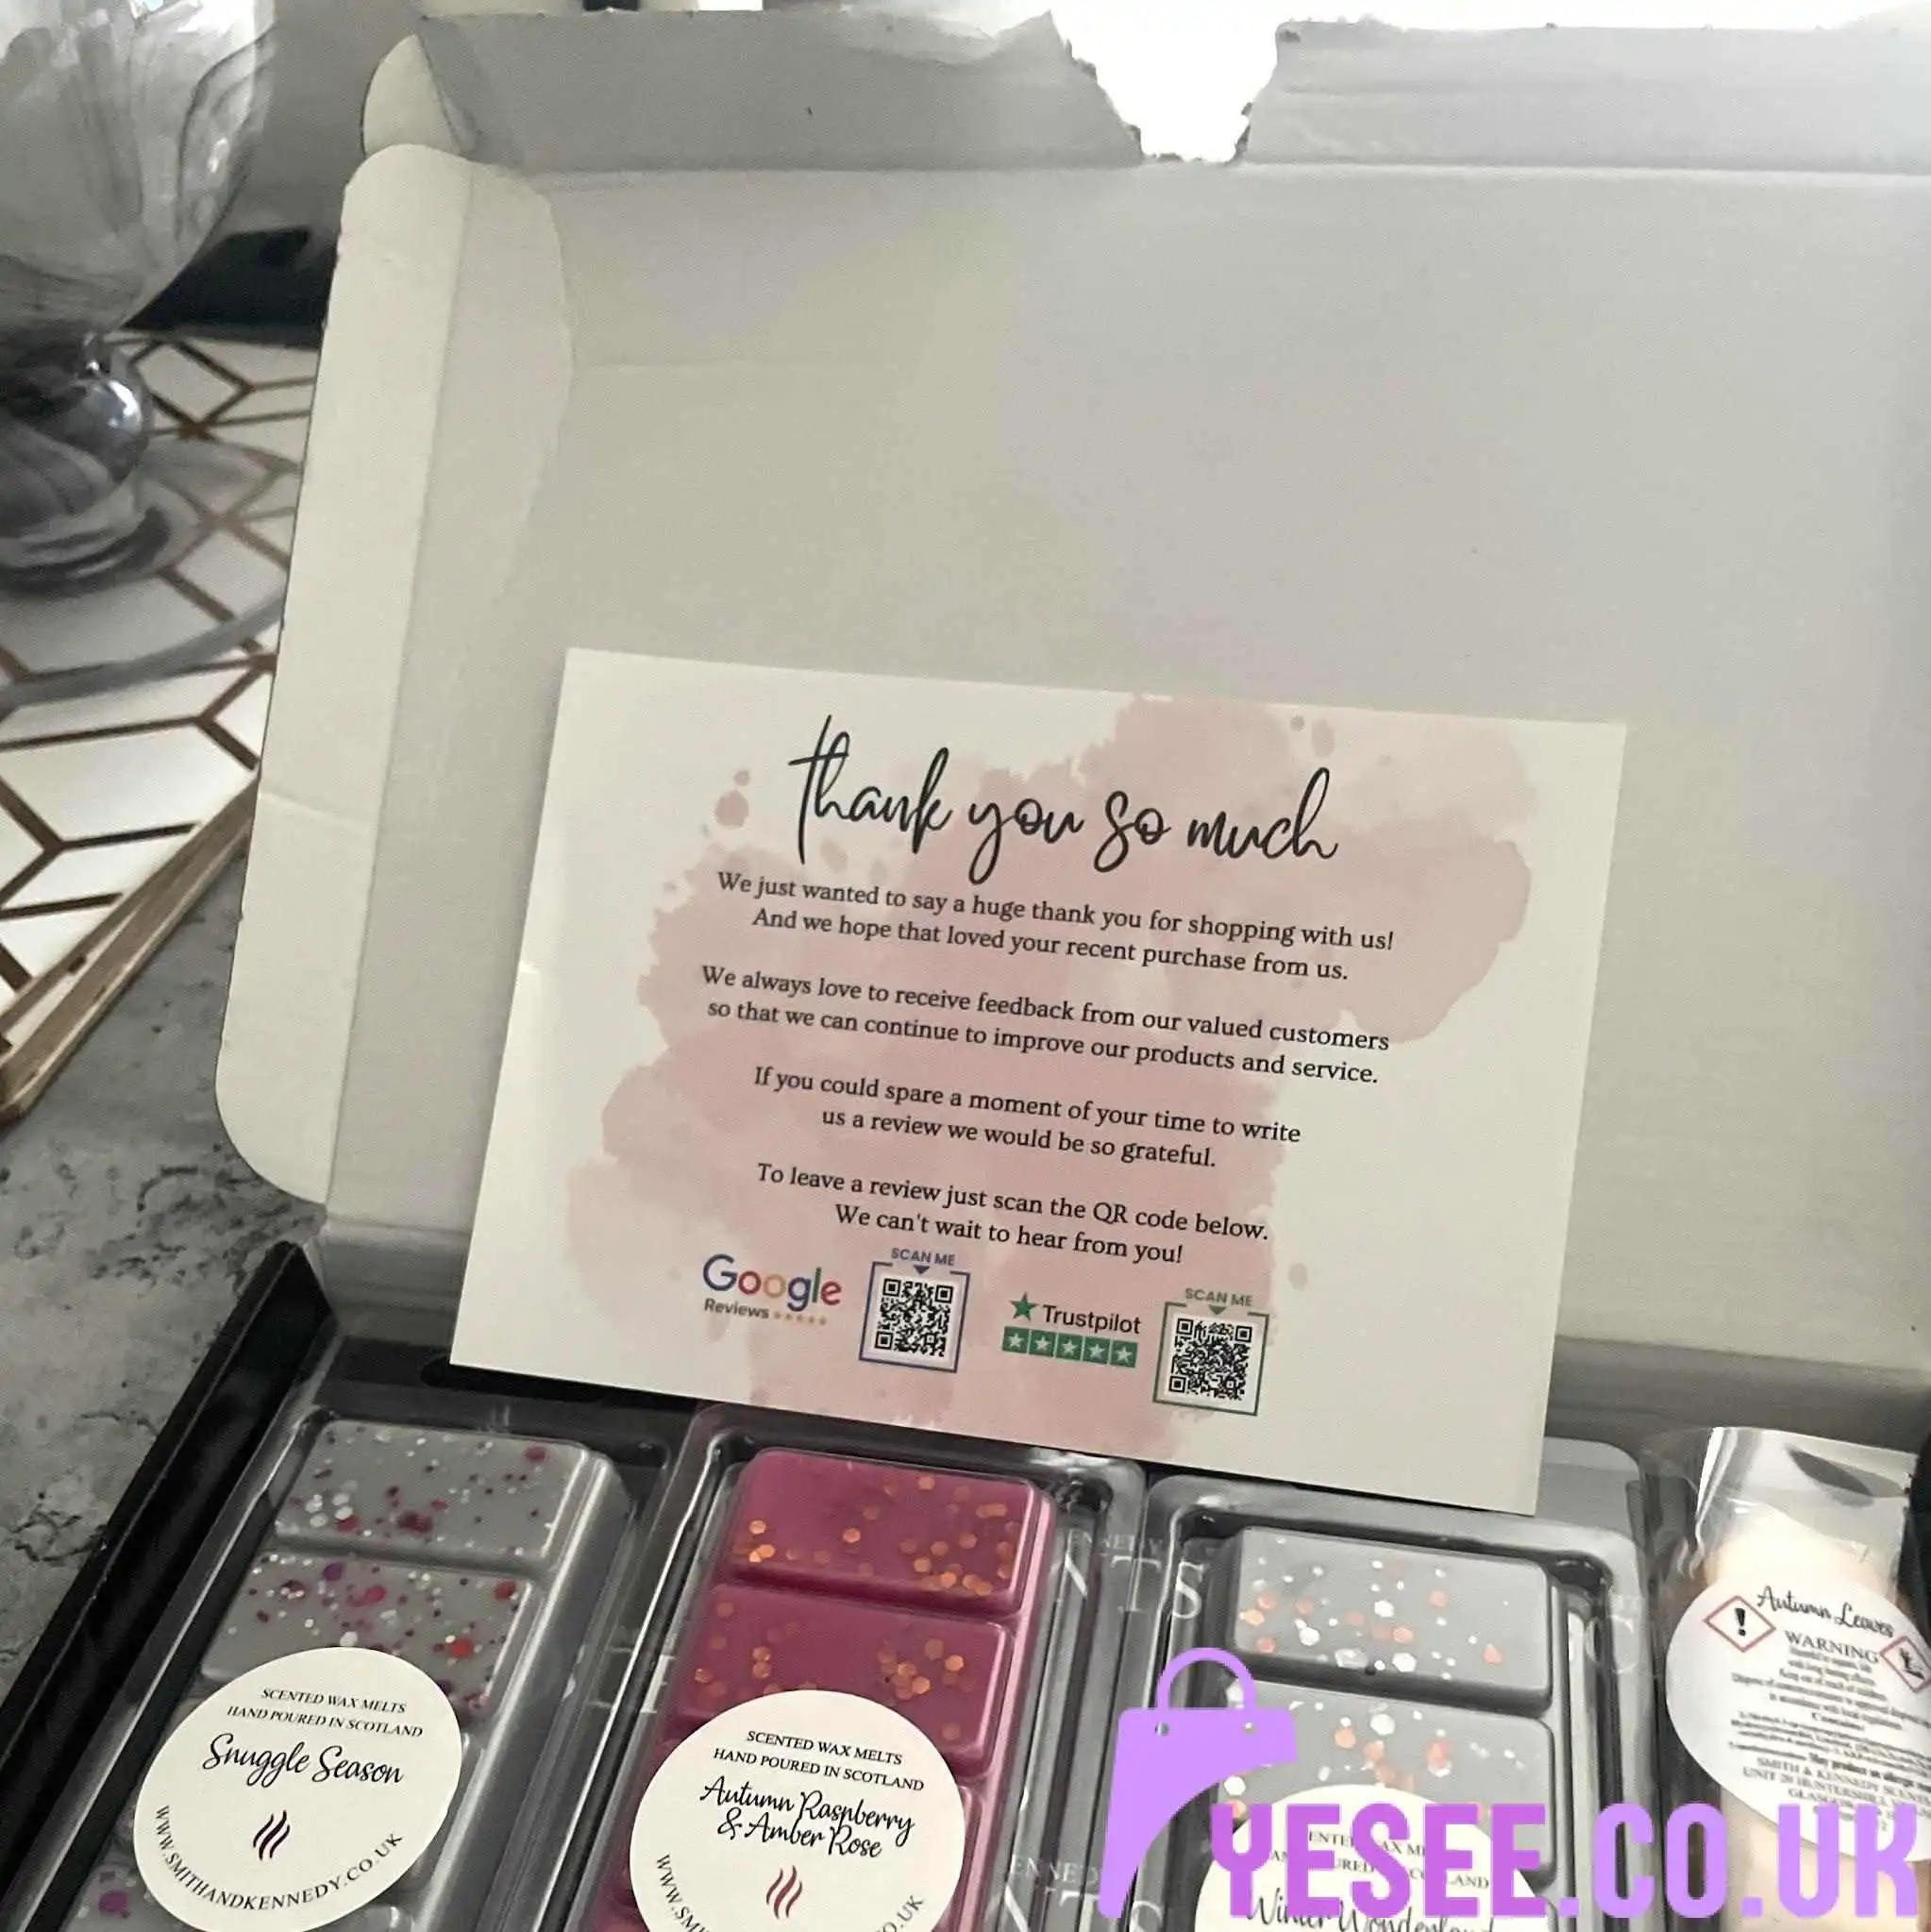 thank you so much
We just wanted to say a huge thank you for shopping with us!
And we hope that loved your recent purchase from us.
We always love to receive feedback from our valued customers
so that we can continue to improve our products and service.
If you could spare a moment of your time to write
us a review we would be so grateful.
To leave a review just scan the QR code below.
We can't wait to hear from you!
SCAN ME
Google
Reviews
SCAN ME
Trustpilot
SCENTED WAX MELTS
HAND POURED IN SCOTLAND
Snuggle Season
WWW.SMITHANDKENNEDY.CO.UK
SCENTED WAX MELTS
HAND POURED IN SCOTLAND
Autumn Raspberry
& Amber Rose
Winter Wonderland
Autumn Leaves
WARNING
SMITH & KENNEDY
YESEE.CO.UK